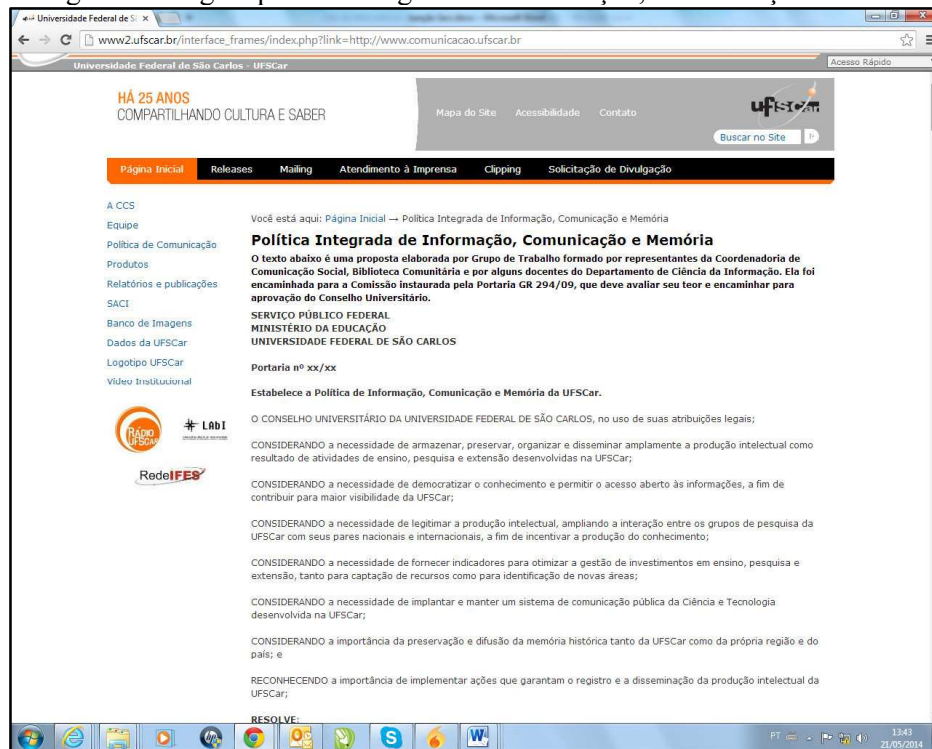 Universidade Federal de S
www2.ufscar.br/interface_frames/index.php?link=http://www.comunicacao.ufscar.br
Universidade Federal de São Carlos - UFSCar
Acesso Rápido
HÁ 25 ANOS
COMPARTILHANDO CULTURA E SABER
Mapa do Site Acessibilidade Contato
ufscar
Buscar no Site
Página Inicial Releases Mailing Atendimento à Imprensa Clipping Solicitação de Divulgação
A CCS
Equipe
Política de Comunicação
Produtos
Relatórios e publicações
SACI
Banco de Imagens
Dados da UFSCar
Logotipo UFSCar
Vídeo Institucional
RÁDIO UFSCAR
LAbI
RedeIFES
Você está aqui: Página Inicial → Política Integrada de Informação, Comunicação e Memória
Política Integrada de Informação, Comunicação e Memória
O texto abaixo é uma proposta elaborada por Grupo de Trabalho formado por representantes da Coordenadoria de
Comunicação Social, Biblioteca Comunitária e por alguns docentes do Departamento de Ciência da Informação. Ela foi
encaminhada para a Comissão instaurada pela Portaria GR 294/09, que deve avaliar seu teor e encaminhar para
aprovação do Conselho Universitário.
SERVIÇO PÚBLICO FEDERAL
MINISTÉRIO DA EDUCAÇÃO
UNIVERSIDADE FEDERAL DE SÃO CARLOS
Portaria nº xx/xx
Estabelece a Política de Informação, Comunicação e Memória da UFSCar.
O CONSELHO UNIVERSITÁRIO DA UNIVERSIDADE FEDERAL DE SÃO CARLOS, no uso de suas atribuições legais;
CONSIDERANDO a necessidade de armazenar, preservar, organizar e disseminar amplamente a produção intelectual como
resultado de atividades de ensino, pesquisa e extensão desenvolvidas na UFSCar;
CONSIDERANDO a necessidade de democratizar o conhecimento e permitir o acesso aberto às informações, a fim de
contribuir para maior visibilidade da UFSCar;
CONSIDERANDO a necessidade de legitimar a produção intelectual, ampliando a interação entre os grupos de pesquisa da
UFSCar com seus pares nacionais e internacionais, a fim de incentivar a produção do conhecimento;
CONSIDERANDO a necessidade de fornecer indicadores para otimizar a gestão de investimentos em ensino, pesquisa e
extensão, tanto para captação de recursos como para identificação de novas áreas;
CONSIDERANDO a necessidade de implantar e manter um sistema de comunicação pública da Ciência e Tecnologia
desenvolvida na UFSCar;
CONSIDERANDO a importância da preservação e difusão da memória histórica tanto da UFSCar como da própria região e do
país; e
RECONHECENDO a importância de implementar ações que garantam o registro e a disseminação da produção intelectual da
UFSCar;
RESOLVE:
PT
13:43
21/05/2014